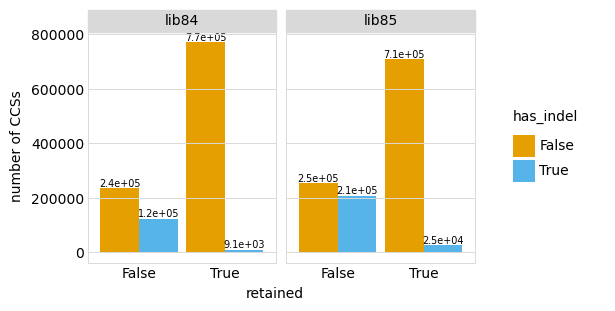 lib84
lib85
800000
600000
400000
200000
0
number of CCSs
2.4e+05
1.2e+05
7.7e+05
9.1e+03
2.5e+05
2.1e+05
7.1e+05
2.5e+04
False
True
False
True
retained
has_indel
False
True